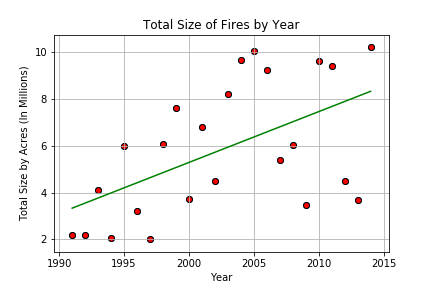 Total Size of Fires by Year
Total Size by Acres (In Millions)
10
8
6
4
2
1990 1995 2000 2005 2010 2015
Year